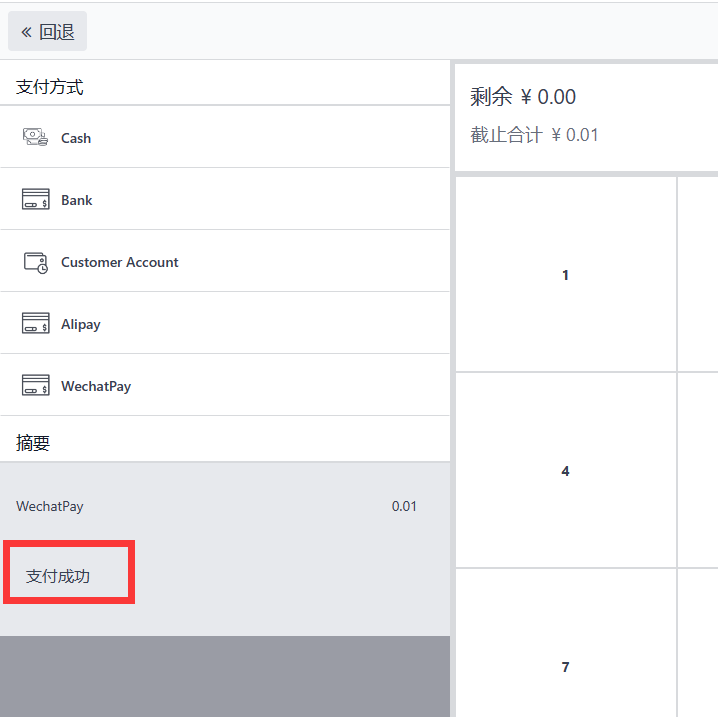 « 回退
支付方式
Cash
Bank
Customer Account
Alipay
WechatPay
摘要
WechatPay 0.01
支付成功
剩余 ¥ 0.00
截止合计 ¥ 0.01
1
4
7